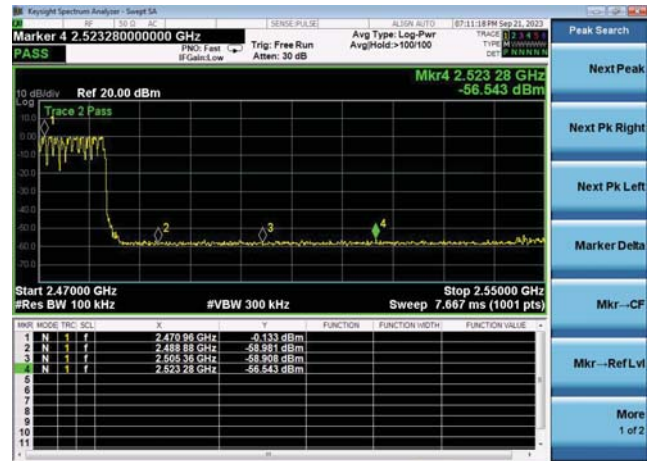 Keysight Spectrum Analyzer - Swept SA
RF 50 Ω AC SENSE:PULSE ALIGN AUTO 07:11:18 PM Sep 21, 2023
Marker 4 2.523280000000 GHz
PASS
PNO: Fast
IFGain:Low
Trig: Free Run
Atten: 30 dB
Avg Type: Log-Pwr
Avg|Hold:>100/100
TRACE 1 2 3 4 5 6
TYPE M WWWWW
DET P N N N N N
Mkr4 2.523 28 GHz
-56.543 dBm
10 dB/div Ref 20.00 dBm
Log
Trace 2 Pass
10.0
0.00
-10.0
-20.0
-30.0
-40.0
-50.0
-60.0
-70.0
1
2
3
4
Start 2.47000 GHz Stop 2.55000 GHz
#Res BW 100 kHz #VBW 300 kHz Sweep 7.667 ms (1001 pts)
MKR MODE TRC SCL X Y FUNCTION FUNCTION WIDTH FUNCTION VALUE
1 N 1 f 2.470 96 GHz -0.133 dBm
2 N 1 f 2.488 88 GHz -58.981 dBm
3 N 1 f 2.505 36 GHz -58.908 dBm
4 N 1 f 2.523 28 GHz -56.543 dBm
5
6
7
8
9
10
11
Peak Search
Next Peak
Next Pk Right
Next Pk Left
Marker Delta
Mkr→CF
Mkr→Ref Lvl
More
1 of 2